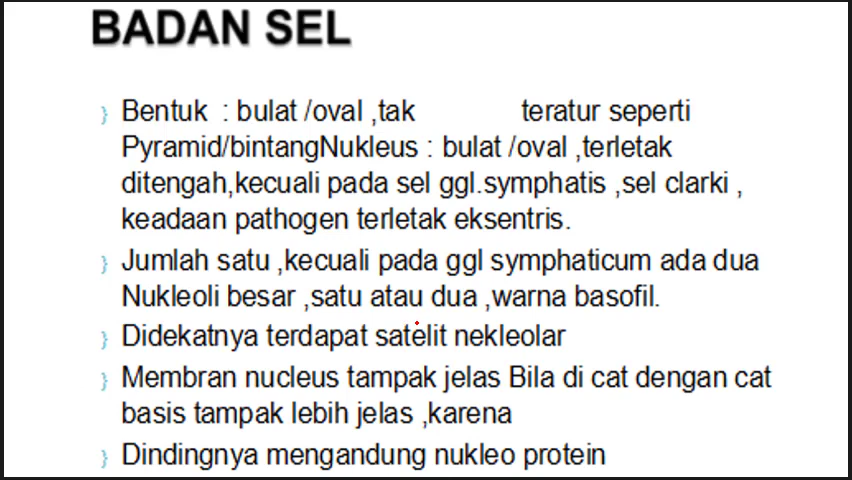 BADAN SEL
Bentuk : bulat /oval ,tak teratur seperti
Pyramid/bintangNukleus : bulat /oval ,terletak
ditengah,kecuali pada sel ggl.symphatis ,sel clarki ,
keadaan pathogen terletak eksentris.
Jumlah satu ,kecuali pada ggl symphaticum ada dua
Nukleoli besar ,satu atau dua ,warna basofil.
Didekatnya terdapat satelit nekleolar
Membran nucleus tampak jelas Bila di cat dengan cat
basis tampak lebih jelas ,karena
Dindingnya mengandung nukleo protein